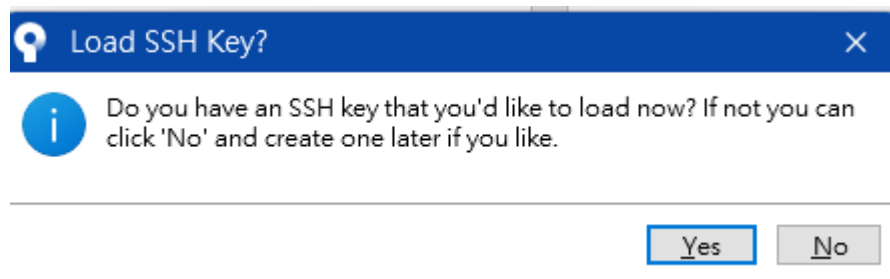 Load SSH Key?
Do you have an SSH key that you'd like to load now? If not you can
click 'No' and create one later if you like.
Yes
No